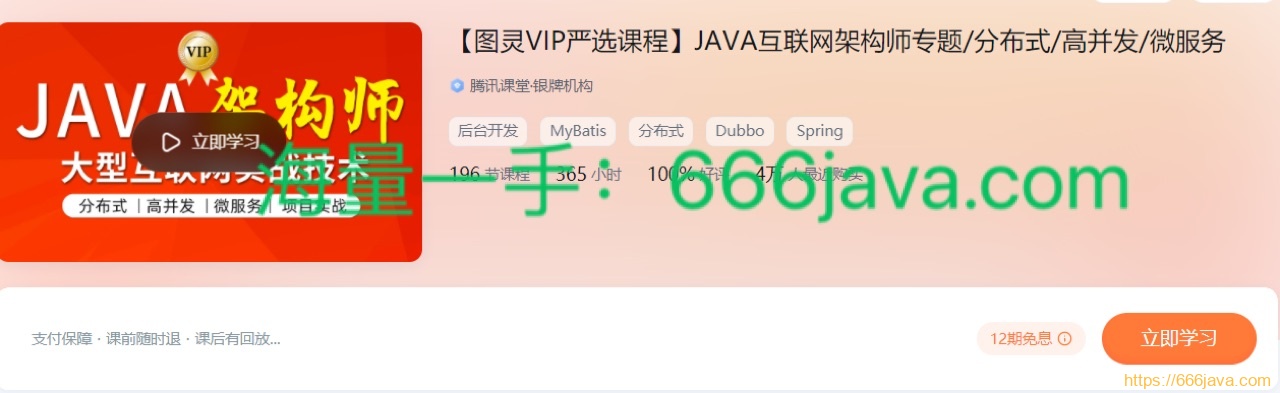 VIP
JAVA架构师
立即学习
大型互联网实战技术
分布式 | 高并发 | 微服务 | 项目实战
【图灵VIP严选课程】JAVA互联网架构师专题/分布式/高并发/微服务
腾讯课堂·银牌机构
后台开发 MyBatis 分布式 Dubbo Spring
196 节课程 365 小时 100% 好评 4万 人最近购买
海量一手：666java.com
支付保障 · 课前随时退 · 课后有回放...
12期免息
立即学习
https://666java.com